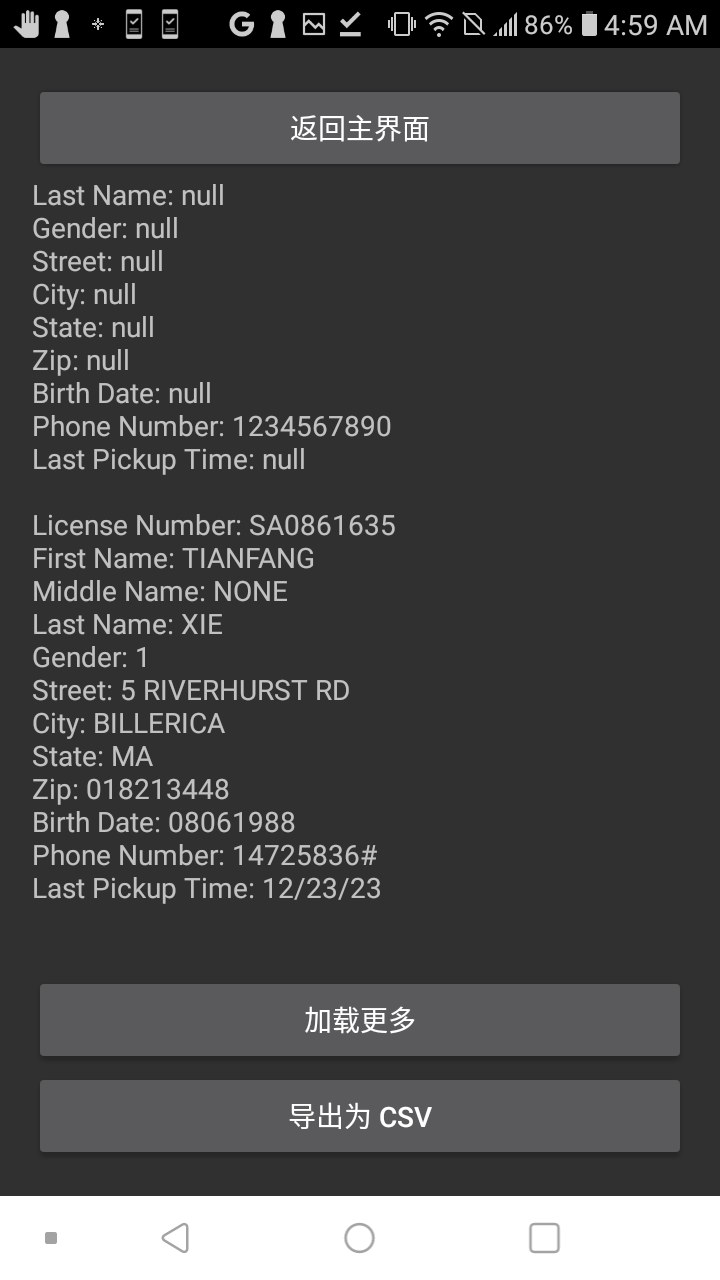 86% 4:59 AM
返回主界面
Last Name: null
Gender: null
Street: null
City: null
State: null
Zip: null
Birth Date: null
Phone Number: 1234567890
Last Pickup Time: null
License Number: SA0861635
First Name: TIANFANG
Middle Name: NONE
Last Name: XIE
Gender: 1
Street: 5 RIVERHURST RD
City: BILLERICA
State: MA
Zip: 018213448
Birth Date: 08061988
Phone Number: 14725836#
Last Pickup Time: 12/23/23
加载更多
导出为 CSV